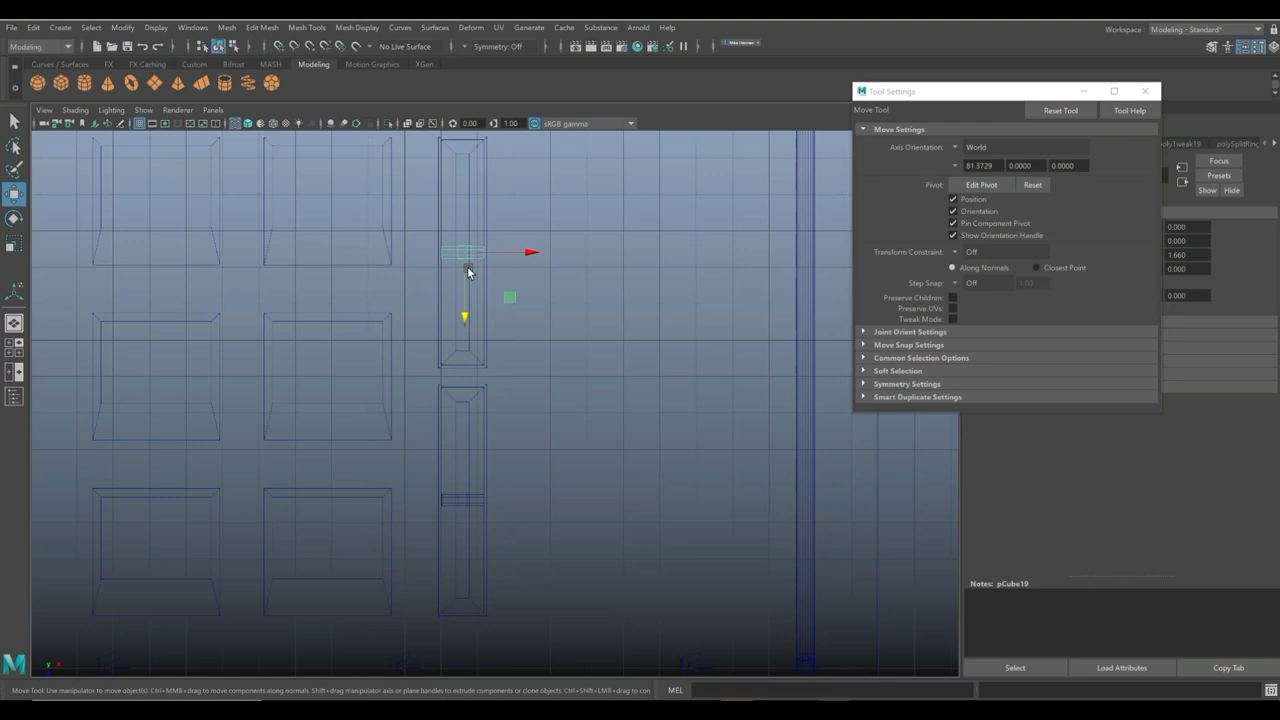 File Edit Create Select Modify Display Windows Mesh Edit Mesh Mesh Tools Mesh Display Curves Surfaces Deform UV Generate Cache Substance Arnold Help
Workspace: Modeling - Standard*
Modeling
No Live Surface
Symmetry: Off
Curves / Surfaces FX FX Caching Custom Bifrost MASH Modeling Motion Graphics XGen
View Shading Lighting Show Renderer Panels
0.00 1.00 sRGB gamma
M Tool Settings
Move Tool Reset Tool Tool Help
Move Settings
Axis Orientation: World
81.3729 0.0000 0.0000
Pivot: Edit Pivot Reset
Position
Orientation
Pin Component Pivot
Show Orientation Handle
Transform Constraint: Off
Along Normals Closest Point
Step Snap: Off 1.00
Preserve Children:
Preserve UVs:
Tweak Mode:
Joint Orient Settings
Move Snap Settings
Common Selection Options
Soft Selection
Symmetry Settings
Smart Duplicate Settings
olyTweak19 polySplitRing
Focus
Presets
Show Hide
0.000
0.000
1.660
0.000
0.000
Notes: pCube19
Select Load Attributes Copy Tab
y x
M
Move Tool: Use manipulator to move object(s). Ctrl+MMB+drag to move components along normals. Shift+drag manipulator axis or plane handles to extrude components or clone objects. Ctrl+Shift+LMB+drag to con
MEL